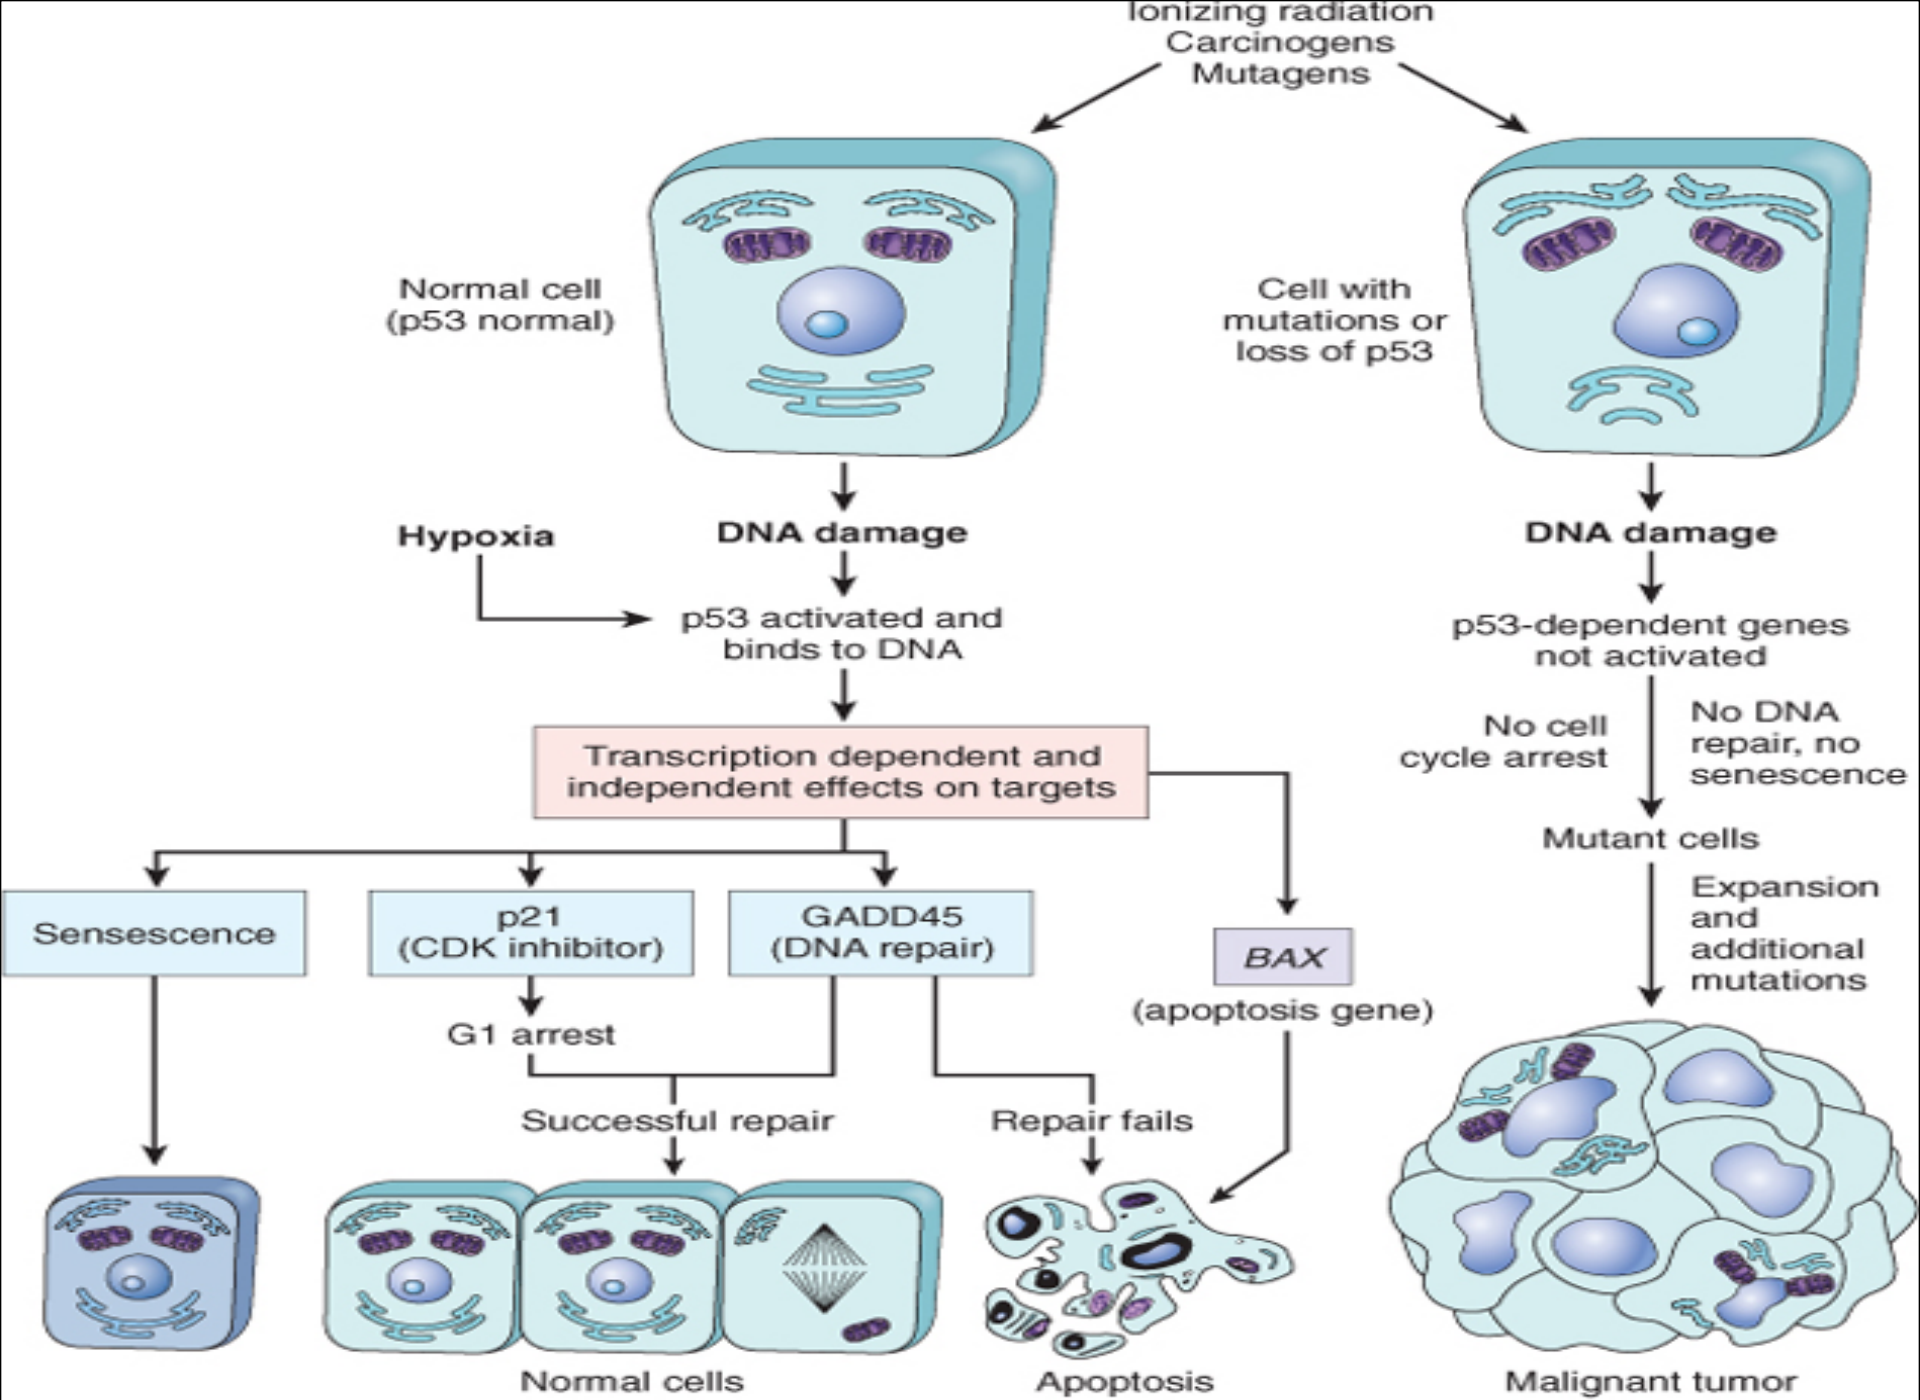 Ionizing radiation
Carcinogens
Mutagens
Normal cell
(p53 normal)
Cell with
mutations or
loss of p53
Hypoxia
DNA damage
DNA damage
p53 activated and
binds to DNA
p53-dependent genes
not activated
No cell
cycle arrest
No DNA
repair, no
senescence
Transcription dependent and
independent effects on targets
Mutant cells
Expansion
and
additional
mutations
Sensescence
p21
(CDK inhibitor)
GADD45
(DNA repair)
BAX
(apoptosis gene)
G1 arrest
Successful repair
Repair fails
Normal cells
Apoptosis
Malignant tumor